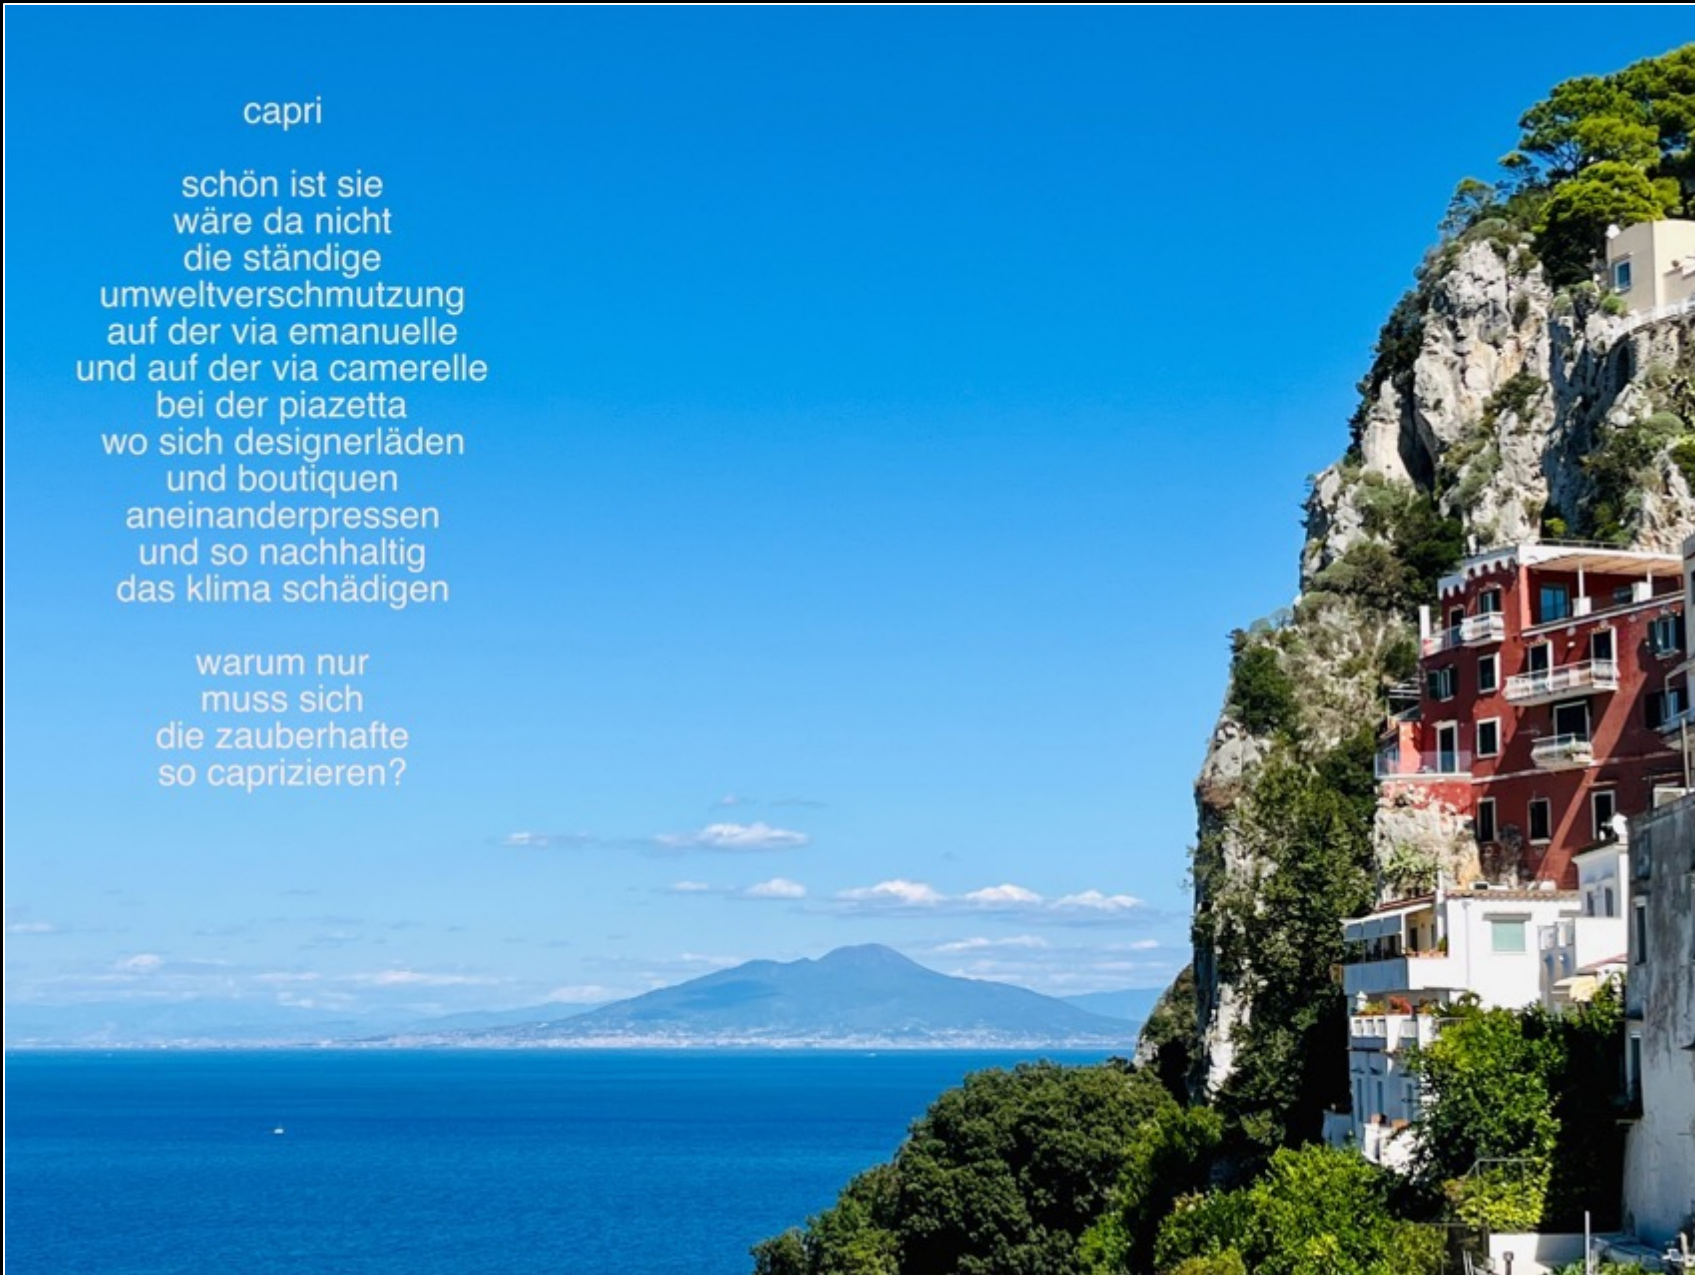 capri
schön ist sie
wäre da nicht
die ständige
umweltverschmutzung
auf der via emanuelle
und auf der via camerelle
bei der piazetta
wo sich designerläden
und boutiquen
aneinanderpressen
und so nachhaltig
das klima schädigen
warum nur
muss sich
die zauberhafte
so caprizieren?